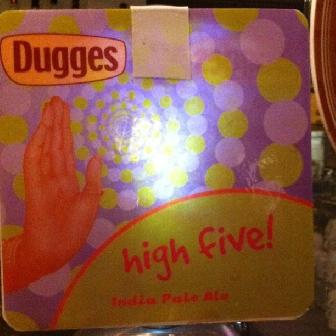 Dugges
high five!
India Pale Ale